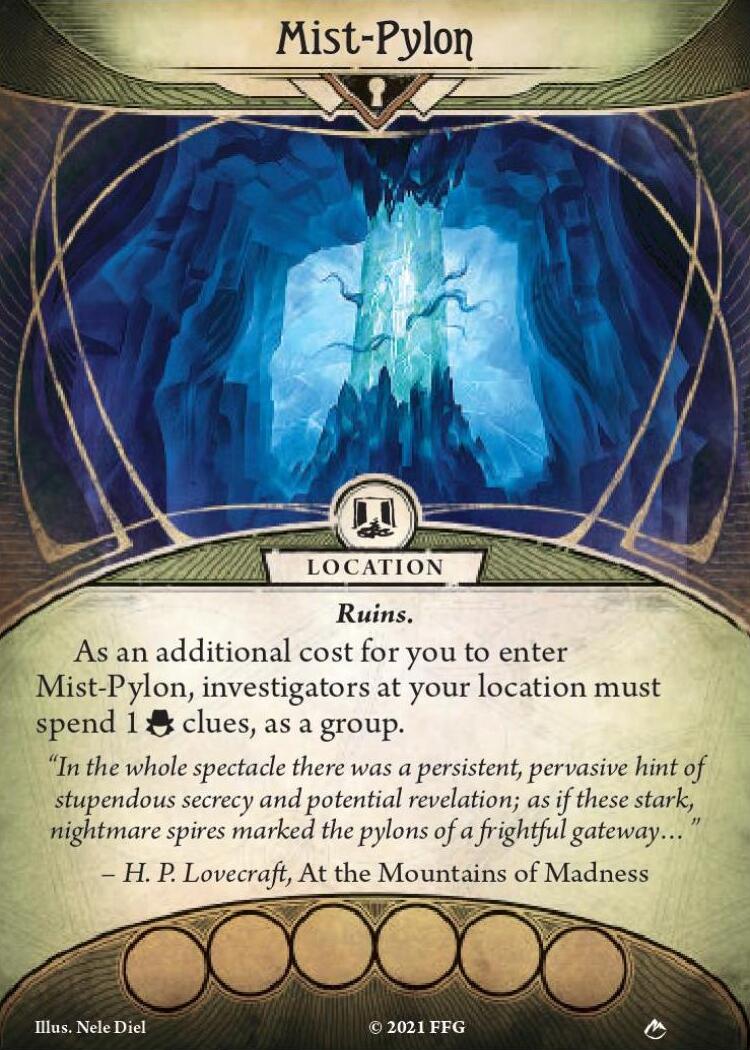 Mist-Pylon
LOCATION
Ruins.
As an additional cost for you to enter
Mist-Pylon, investigators at your location must
spend 1 clues, as a group.
“In the whole spectacle there was a persistent, pervasive hint of
stupendous secrecy and potential revelation; as if these stark,
nightmare spires marked the pylons of a frightful gateway… ”
– H. P. Lovecraft, At the Mountains of Madness
Illus. Nele Diel
© 2021 FFG